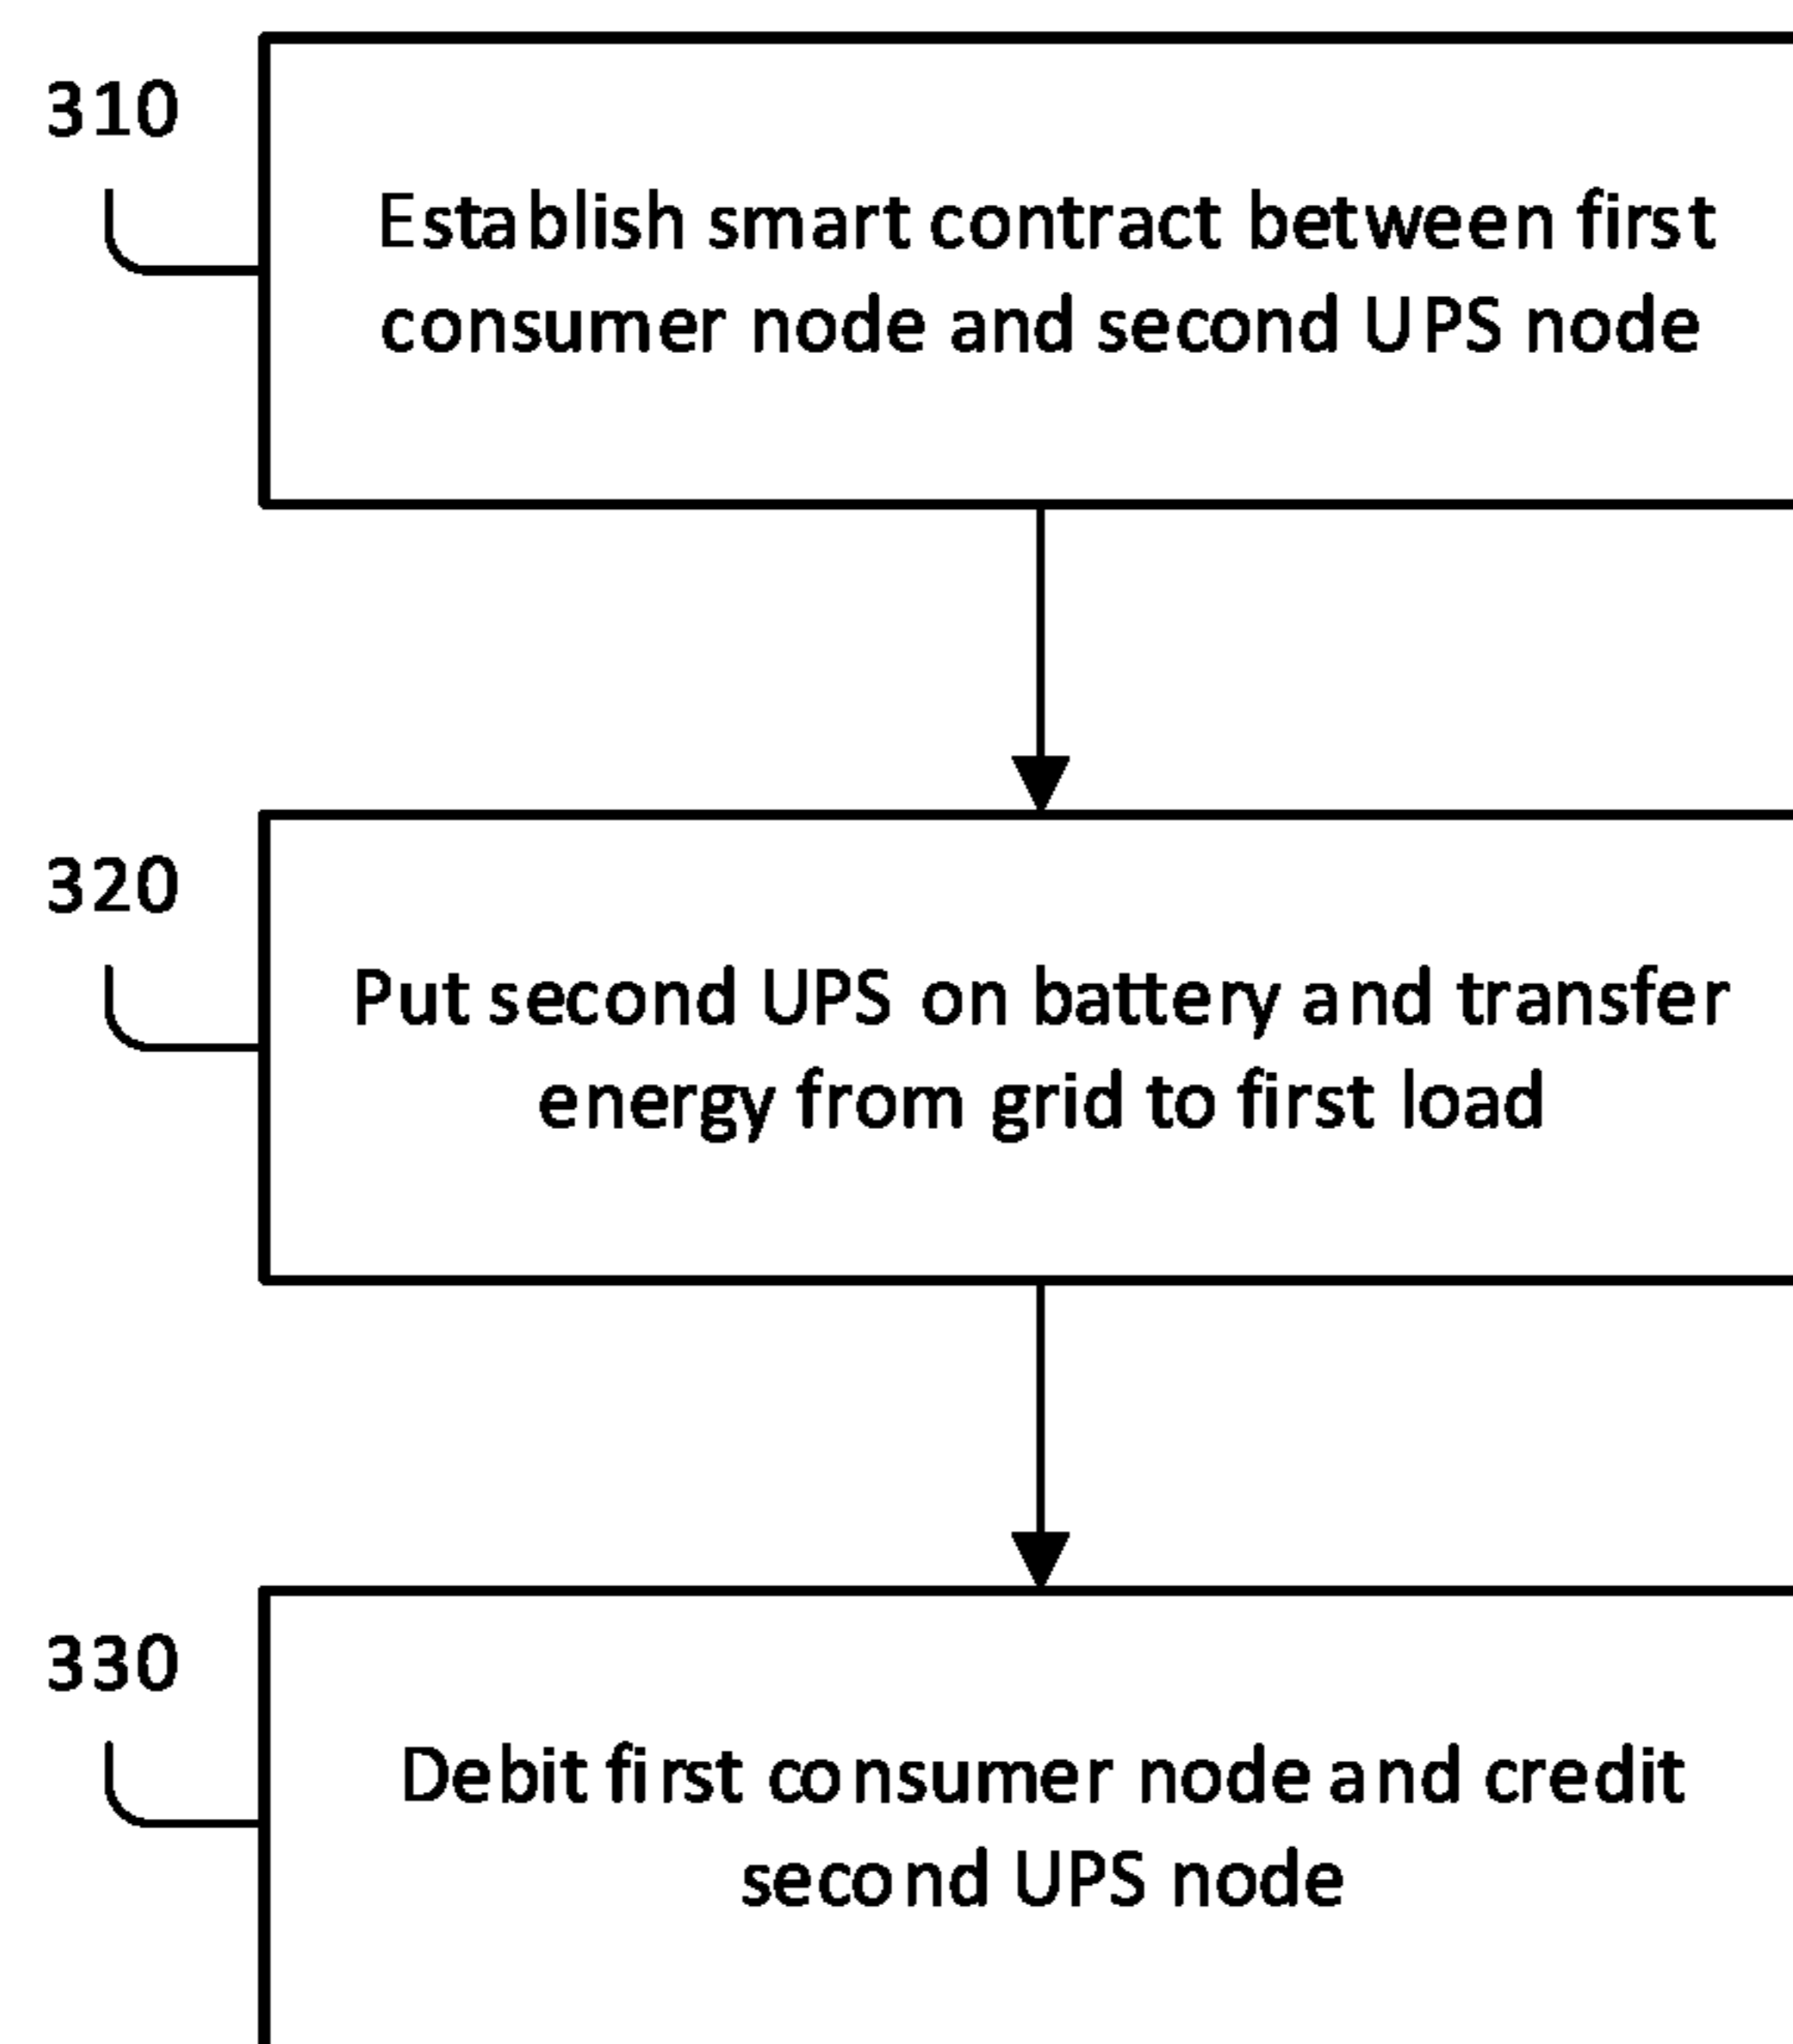 310
Establish smart contract between first
consumer node and second UPS node
320
Put second UPS on battery and transfer
energy from grid to first load
330
Debit first consumer node and credit
second UPS node